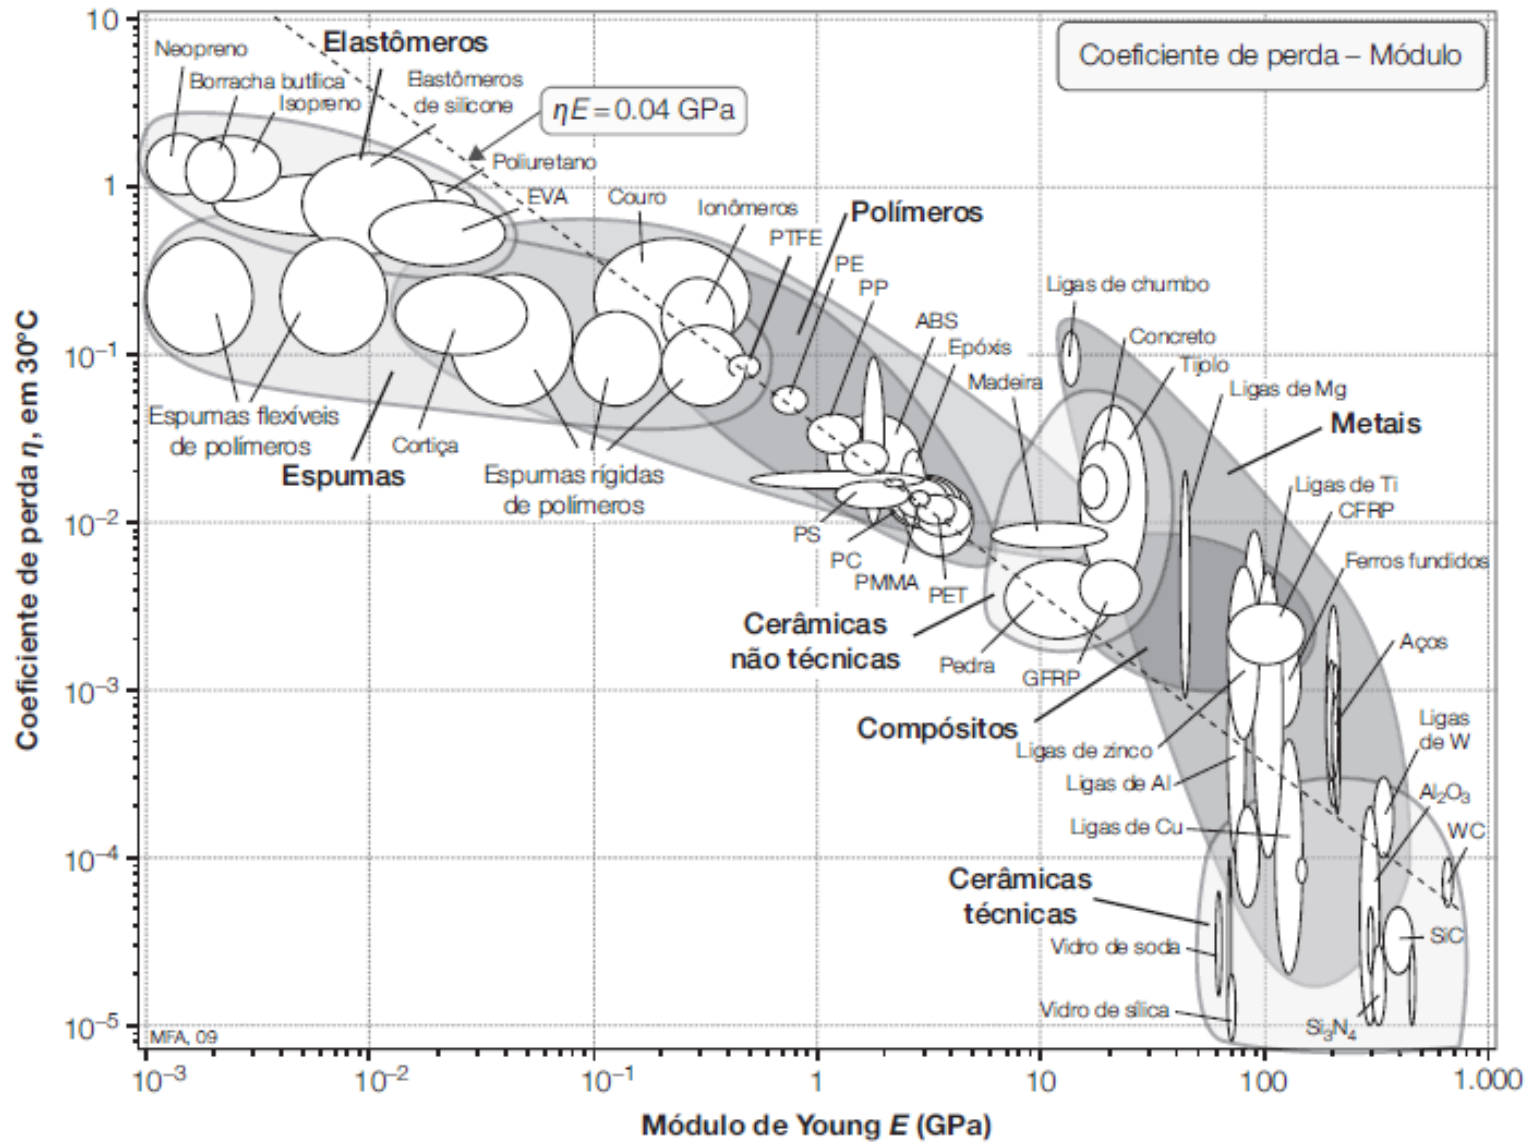 Coeficiente de perda – Módulo
Coeficiente de perda η, em 30°C
10
1
10⁻¹
10⁻²
10⁻³
10⁻⁴
10⁻⁵
Neopreno
Borracha butílica
Isopreno
Elastômeros
Elastômeros
de silicone
ηE = 0.04 GPa
Poliuretano
EVA
Couro
Ionômeros
PTFE
Polímeros
PE
PP
ABS
Epóxis
Madeira
Ligas de chumbo
Concreto
Tijolo
Ligas de Mg
Metais
Ligas de Ti
CFRP
Ferros fundidos
Aços
Ligas
de W
Al₂O₃
WC
SiC
Si₃N₄
Espumas flexíveis
de polímeros
Espumas
Cortiça
Espumas rígidas
de polímeros
PS
PC
PMMA
PET
Cerâmicas
não técnicas
Pedra
GFRP
Compósitos
Ligas de zinco
Ligas de Al
Ligas de Cu
Cerâmicas
técnicas
Vidro de soda
Vidro de sílica
MFA, 09
10⁻³
10⁻²
10⁻¹
1
10
100
1.000
Módulo de Young E (GPa)